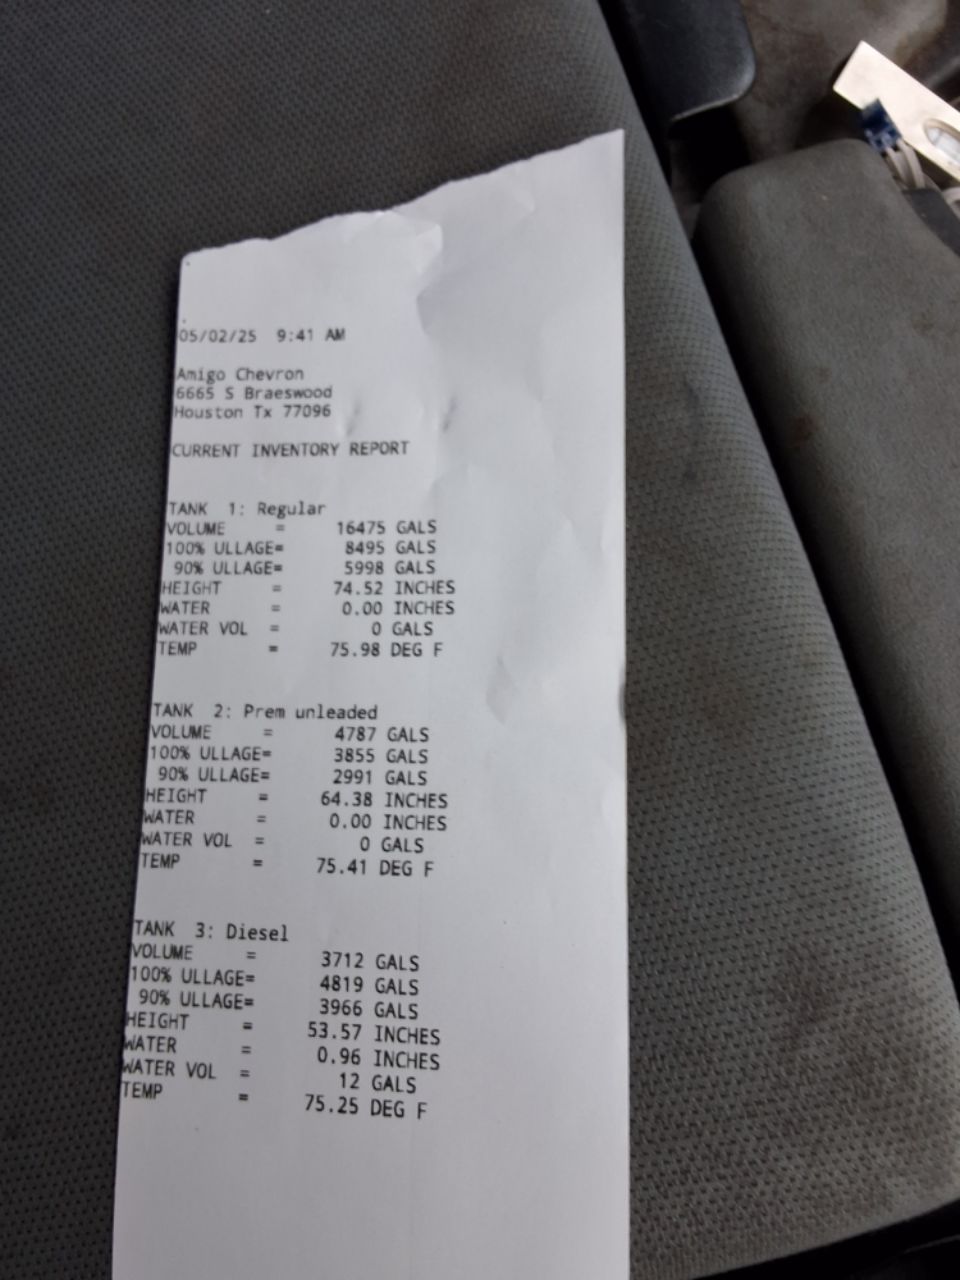 05/02/25  9:41 AM
Amigo Chevron
6665 S Braeswood
Houston Tx 77096
CURRENT INVENTORY REPORT
TANK  1: Regular
VOLUME = 16475 GALS
100% ULLAGE= 8495 GALS
90% ULLAGE= 5998 GALS
HEIGHT = 74.52 INCHES
WATER = 0.00 INCHES
WATER VOL = 0 GALS
TEMP = 75.98 DEG F
TANK  2: Prem unleaded
VOLUME = 4787 GALS
100% ULLAGE= 3855 GALS
90% ULLAGE= 2991 GALS
HEIGHT = 64.38 INCHES
WATER = 0.00 INCHES
WATER VOL = 0 GALS
TEMP = 75.41 DEG F
TANK  3: Diesel
VOLUME = 3712 GALS
100% ULLAGE= 4819 GALS
90% ULLAGE= 3966 GALS
HEIGHT = 53.57 INCHES
WATER = 0.96 INCHES
WATER VOL = 12 GALS
TEMP = 75.25 DEG F